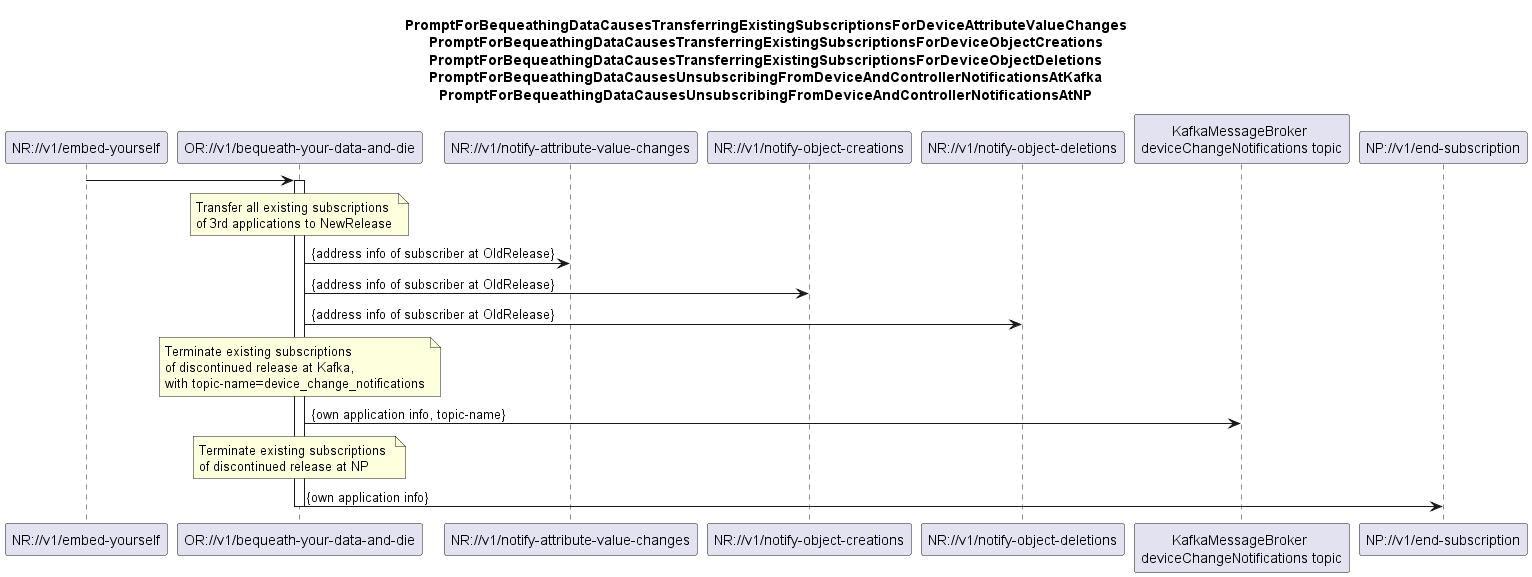 PromptForBequeathingDataCausesTransferringExistingSubscriptionsForDeviceAttributeValueChanges
PromptForBequeathingDataCausesTransferringExistingSubscriptionsForDeviceObjectCreations
PromptForBequeathingDataCausesTransferringExistingSubscriptionsForDeviceObjectDeletions
PromptForBequeathingDataCausesUnsubscribingFromDeviceAndControllerNotificationsAtKafka
PromptForBequeathingDataCausesUnsubscribingFromDeviceAndControllerNotificationsAtNP
NR://v1/embed-yourself
OR://v1/bequeath-your-data-and-die
NR://v1/notify-attribute-value-changes
NR://v1/notify-object-creations
NR://v1/notify-object-deletions
KafkaMessageBroker
deviceChangeNotifications topic
NP://v1/end-subscription
Transfer all existing subscriptions
of 3rd applications to NewRelease
{address info of subscriber at OldRelease}
{address info of subscriber at OldRelease}
{address info of subscriber at OldRelease}
Terminate existing subscriptions
of discontinued release at Kafka,
with topic-name=device_change_notifications
{own application info, topic-name}
Terminate existing subscriptions
of discontinued release at NP
{own application info}
NR://v1/embed-yourself
OR://v1/bequeath-your-data-and-die
NR://v1/notify-attribute-value-changes
NR://v1/notify-object-creations
NR://v1/notify-object-deletions
KafkaMessageBroker
deviceChangeNotifications topic
NP://v1/end-subscription